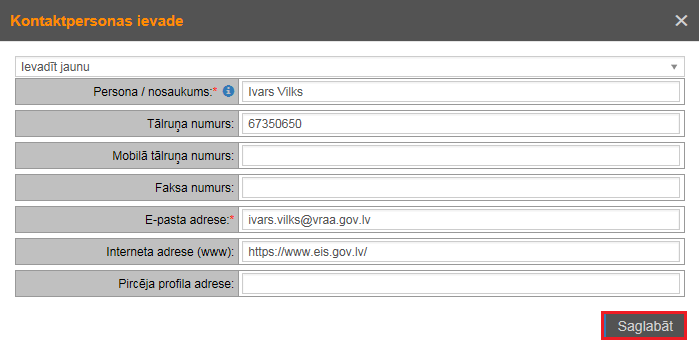 Kontaktpersonas ievade
Ievadīt jaunu
Persona / nosaukums:* Ivars Vilks
Tālruņa numurs: 67350650
Mobilā tālruņa numurs:
Faksa numurs:
E-pasta adrese:* ivars.vilks@vraa.gov.lv
Interneta adrese (www): https://www.eis.gov.lv/
Pircēja profila adrese:
Saglabāt